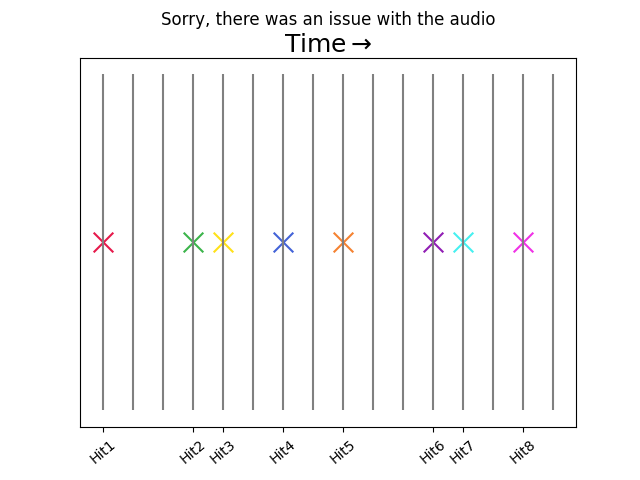 Sorry, there was an issue with the audio
Time→
Hit1 Hit2 Hit3 Hit4 Hit5 Hit6 Hit7 Hit8